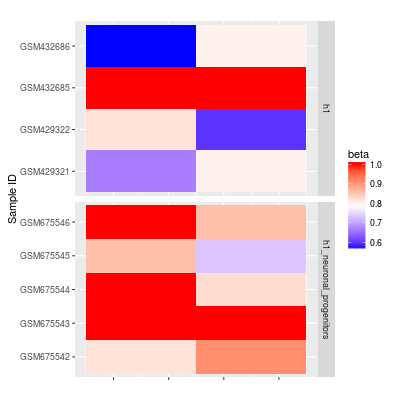 Sample ID
GSM432686
GSM432685
GSM429322
GSM429321
h1
GSM675546
GSM675545
GSM675544
GSM675543
GSM675542
h1_neuronal_progenitors
beta
1.0
0.9
0.8
0.7
0.6